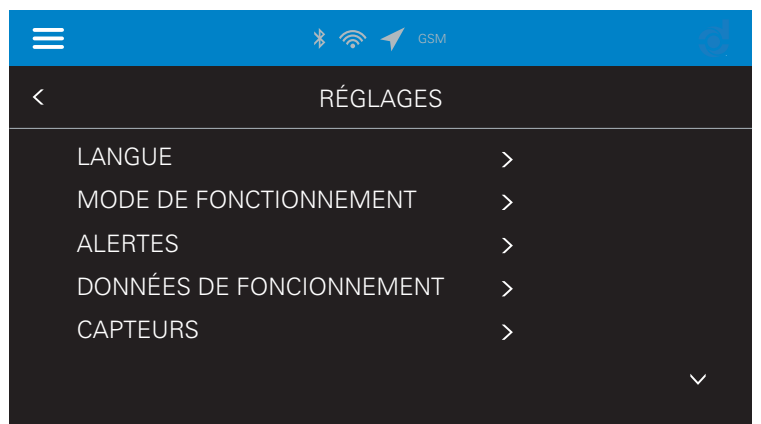 GSM
RÉGLAGES
LANGUE
MODE DE FONCTIONNEMENT
ALERTES
DONNÉES DE FONCIONNEMENT
CAPTEURS